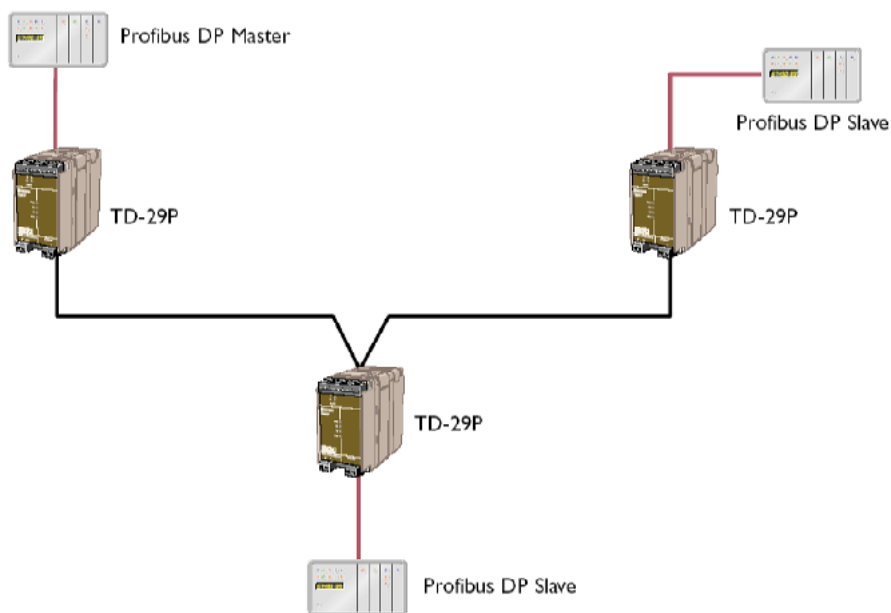 Profibus DP Master
Profibus DP Slave
TD-29P
TD-29P
TD-29P
Profibus DP Slave